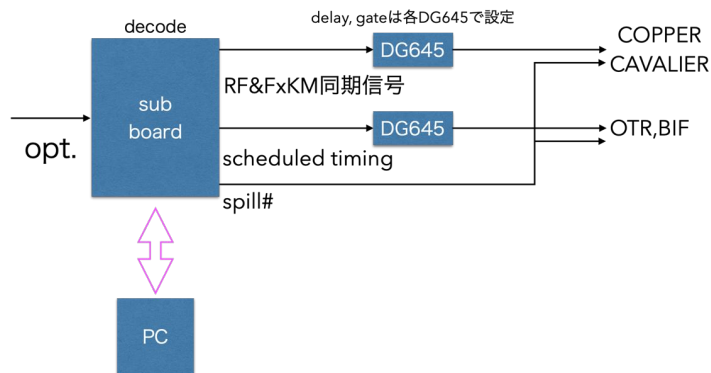 decode
delay, gateは各DG645で設定
DG645
COPPER
CAVALIER
RF&FxKM同期信号
sub
board
opt.
DG645
OTR,BIF
scheduled timing
spill#
PC